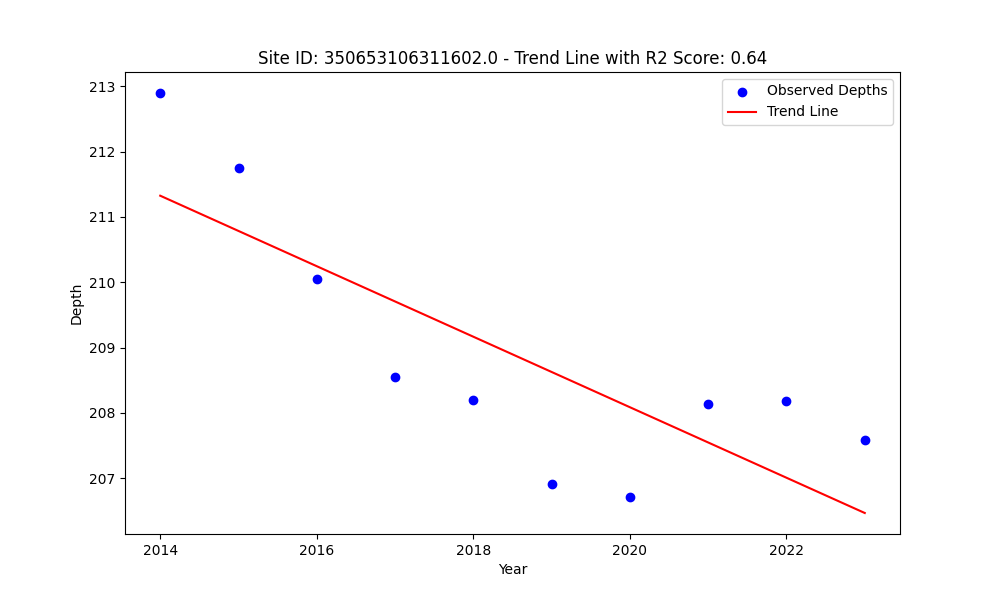 Site ID: 350653106311602.0 - Trend Line with R2 Score: 0.64
Observed Depths
Trend Line
213
212
211
210
209
208
207
Depth
2014
2016
2018
2020
2022
Year